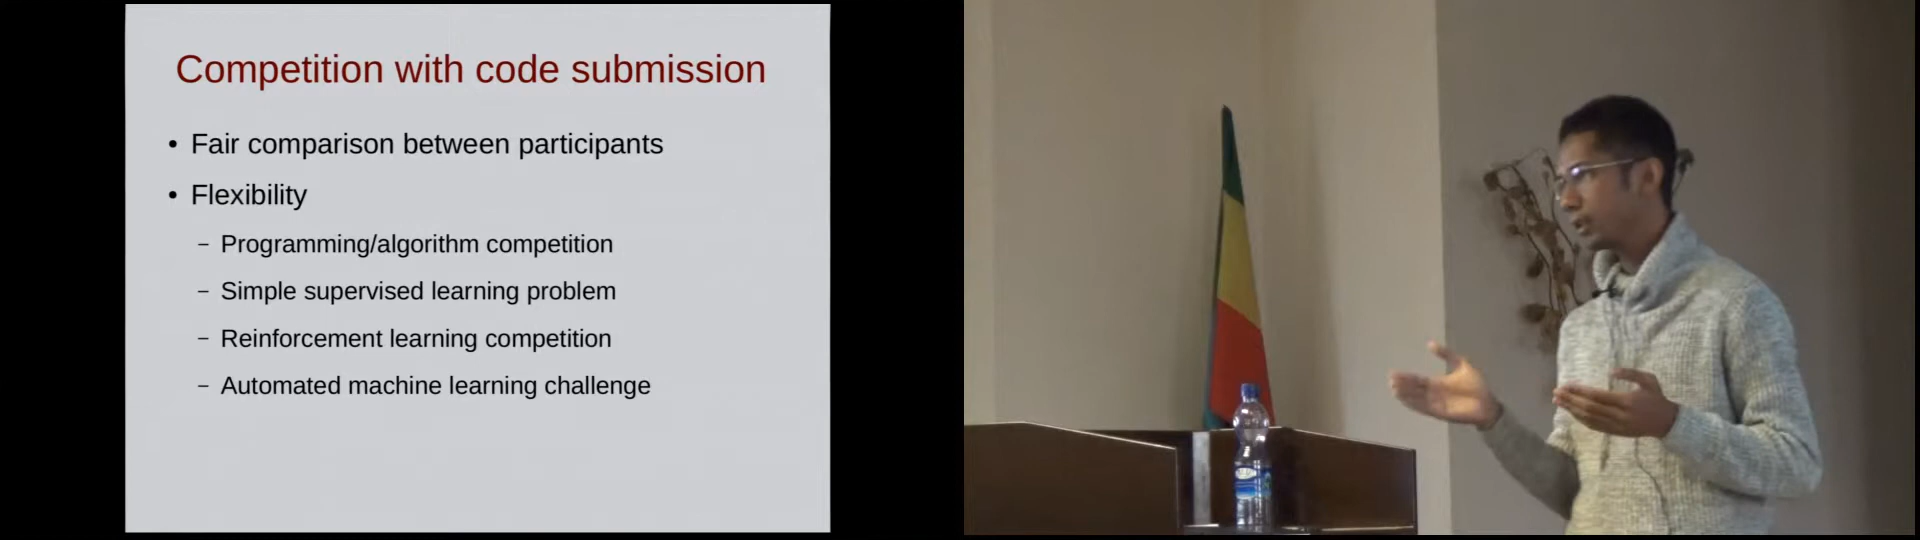 Competition with code submission
• Fair comparison between participants
• Flexibility
– Programming/algorithm competition
– Simple supervised learning problem
– Reinforcement learning competition
– Automated machine learning challenge